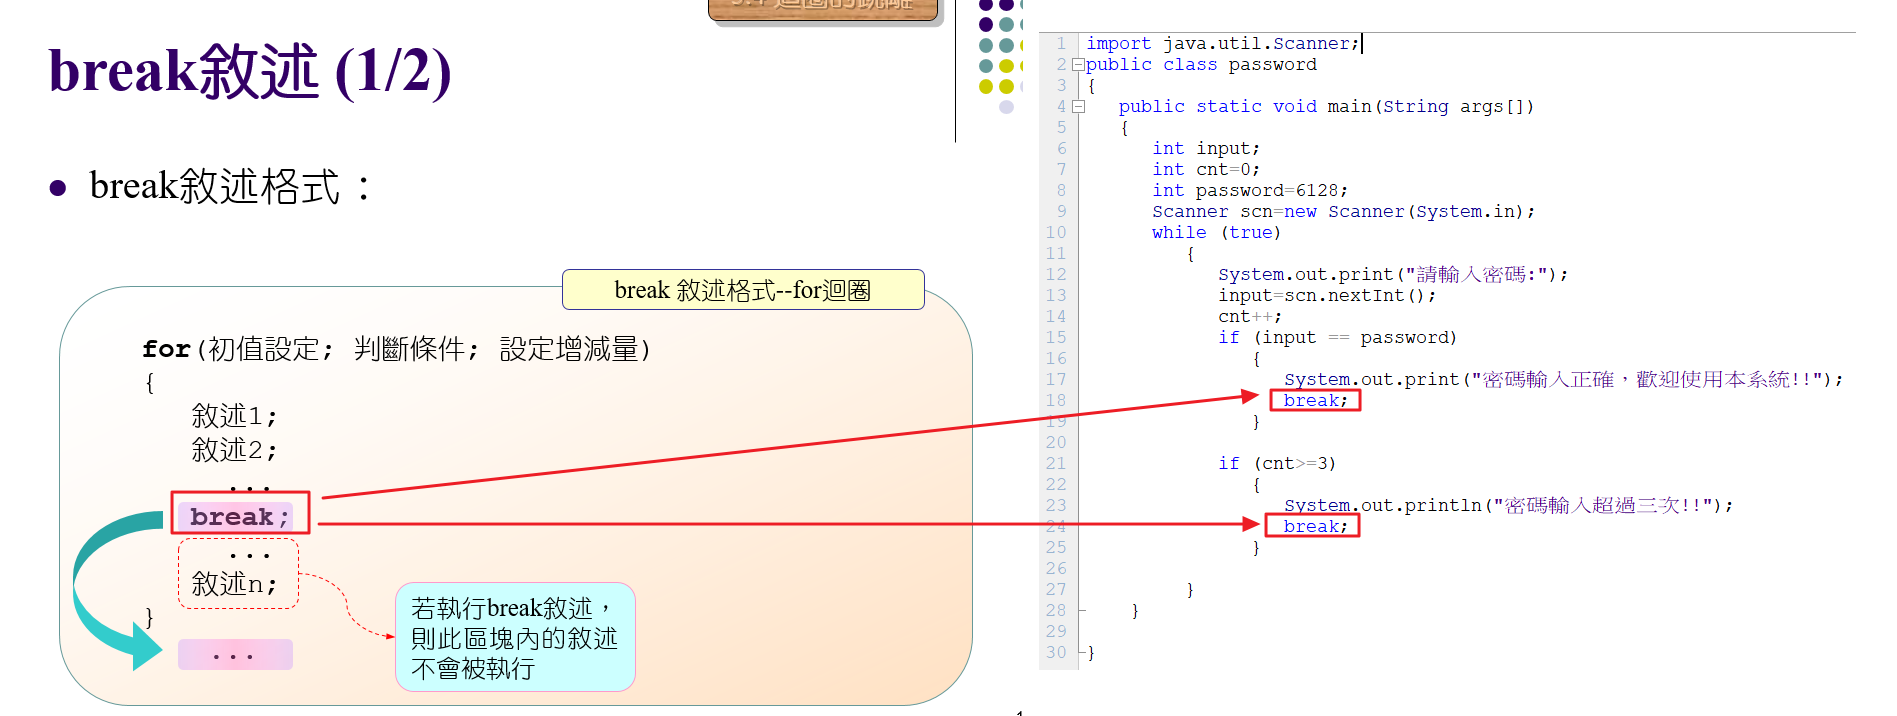 break敘述 (1/2)
break敘述格式：
break 敘述格式--for迴圈
for(初值設定; 判斷條件; 設定增減量)
{
敘述1;
敘述2;
...
break;
...
敘述n;
}
...
若執行break敘述，
則此區塊內的敘述
不會被執行
1 import java.util.Scanner;
2 public class password
3 {
4 public static void main(String args[])
5 {
6 int input;
7 int cnt=0;
8 int password=6128;
9 Scanner scn=new Scanner(System.in);
10 while (true)
11 {
12 System.out.print("請輸入密碼:");
13 input=scn.nextInt();
14 cnt++;
15 if (input == password)
16 {
17 System.out.print("密碼輸入正確，歡迎使用本系統!!");
18 break;
19 }
20
21 if (cnt>=3)
22 {
23 System.out.println("密碼輸入超過三次!!");
24 break;
25 }
26
27 }
28 }
29
30 }